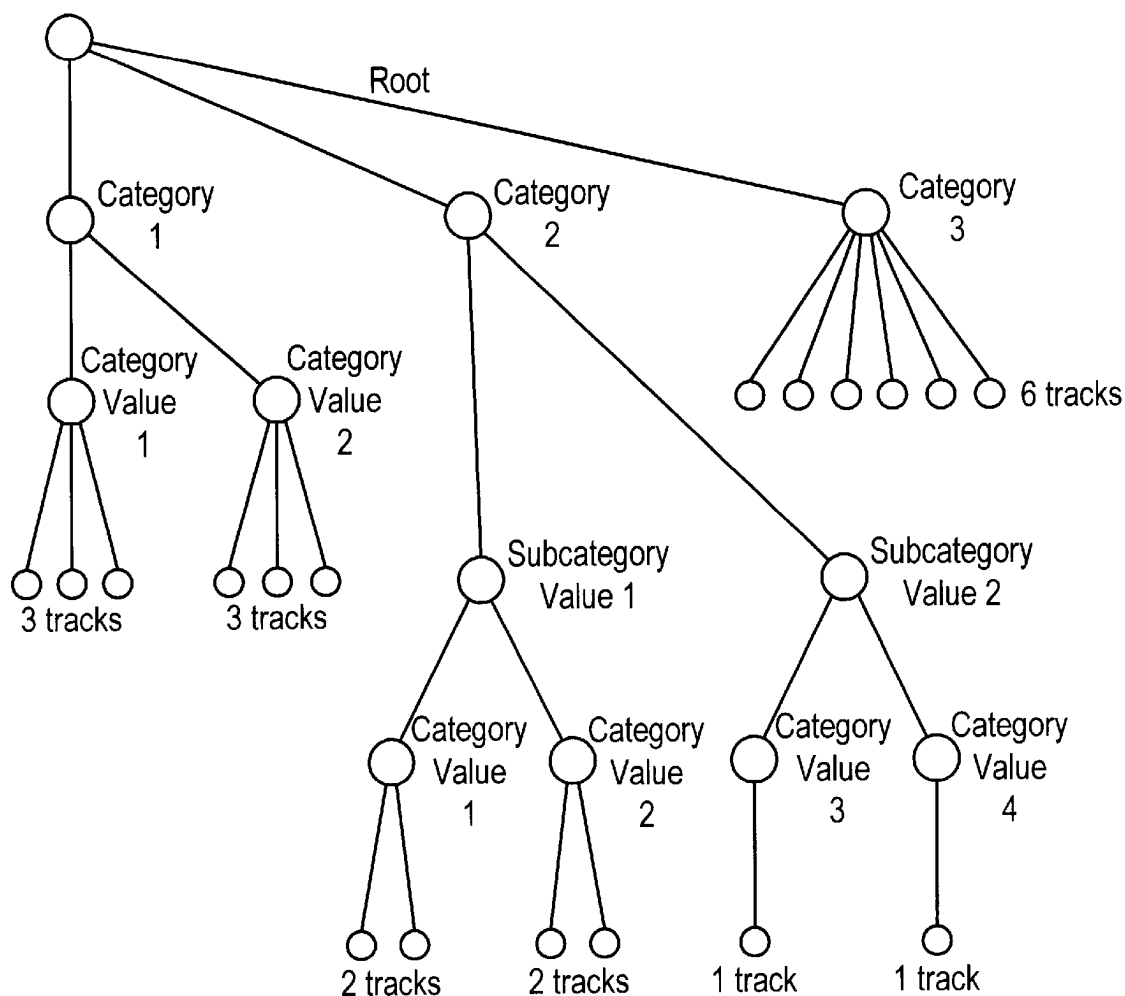 Root
Category
1
Category
2
Category
3
Category
Value
1
Category
Value
2
6 tracks
3 tracks
3 tracks
Subcategory
Value 1
Subcategory
Value 2
Category
Value
1
Category
Value
2
Category
Value
3
Category
Value
4
2 tracks
2 tracks
1 track
1 track